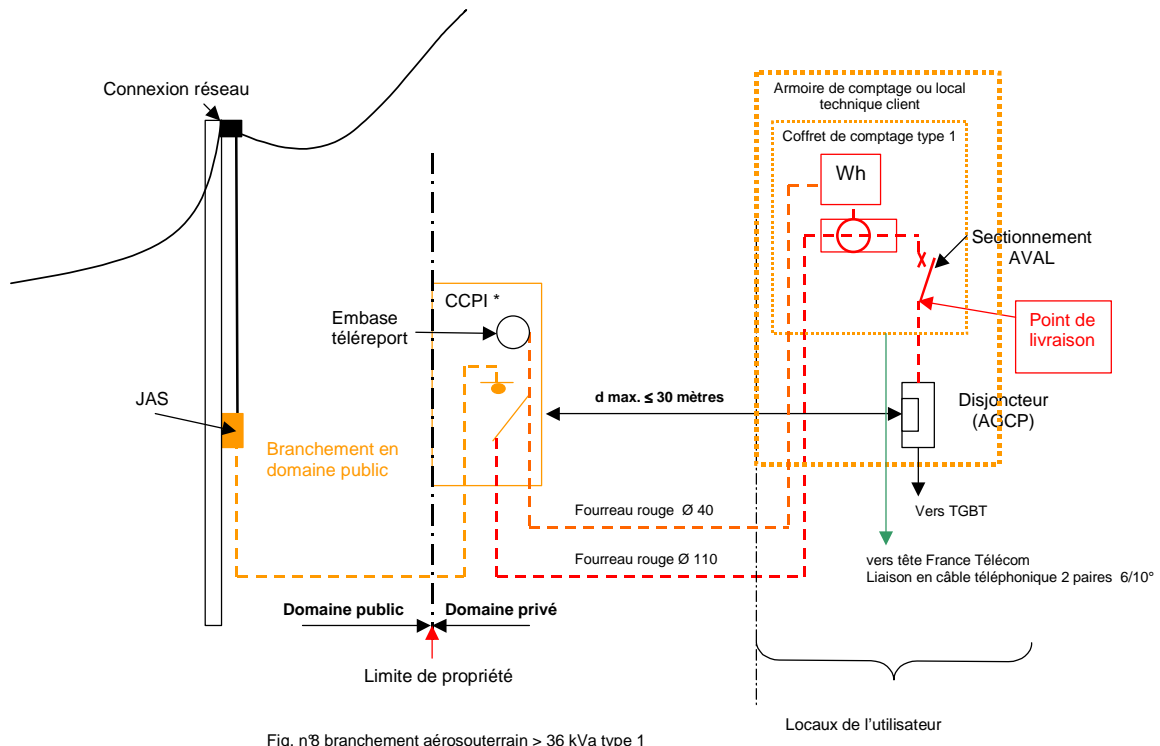 Connexion réseau
Armoire de comptage ou local
technique client
Coffret de comptage type 1
Wh
Sectionnement
AVAL
CCPI *
Embase
téléreport
Point de
livraison
JAS
d max. ≤ 30 mètres
Disjoncteur
(AGCP)
Branchement en
domaine public
Vers TGBT
Fourreau rouge Ø 40
Fourreau rouge Ø 110
vers tête France Télécom
Liaison en câble téléphonique 2 paires 6/10°
Domaine public
Domaine privé
Limite de propriété
Locaux de l'utilisateur
Fig. n°8 branchement aérosouterrain > 36 kVa type 1